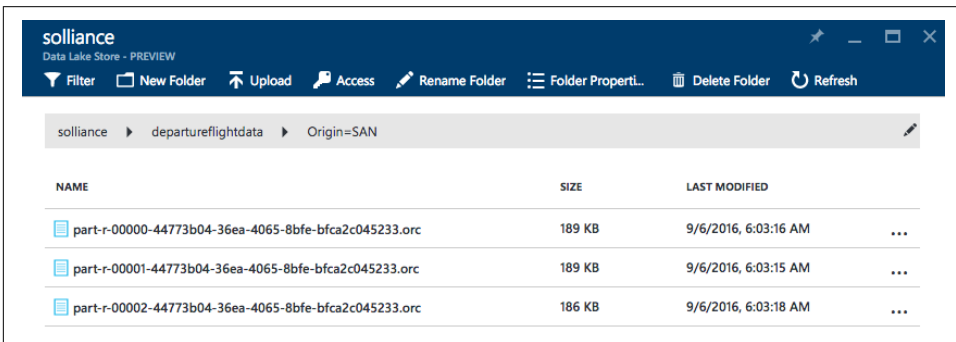 solliance
Data Lake Store - PREVIEW
Filter New Folder Upload Access Rename Folder Folder Properti... Delete Folder Refresh
solliance departureflightdata Origin=SAN
NAME SIZE LAST MODIFIED
part-r-00000-44773b04-36ea-4065-8bfe-bfca2c045233.orc 189 KB 9/6/2016, 6:03:16 AM ...
part-r-00001-44773b04-36ea-4065-8bfe-bfca2c045233.orc 189 KB 9/6/2016, 6:03:15 AM ...
part-r-00002-44773b04-36ea-4065-8bfe-bfca2c045233.orc 186 KB 9/6/2016, 6:03:18 AM ...